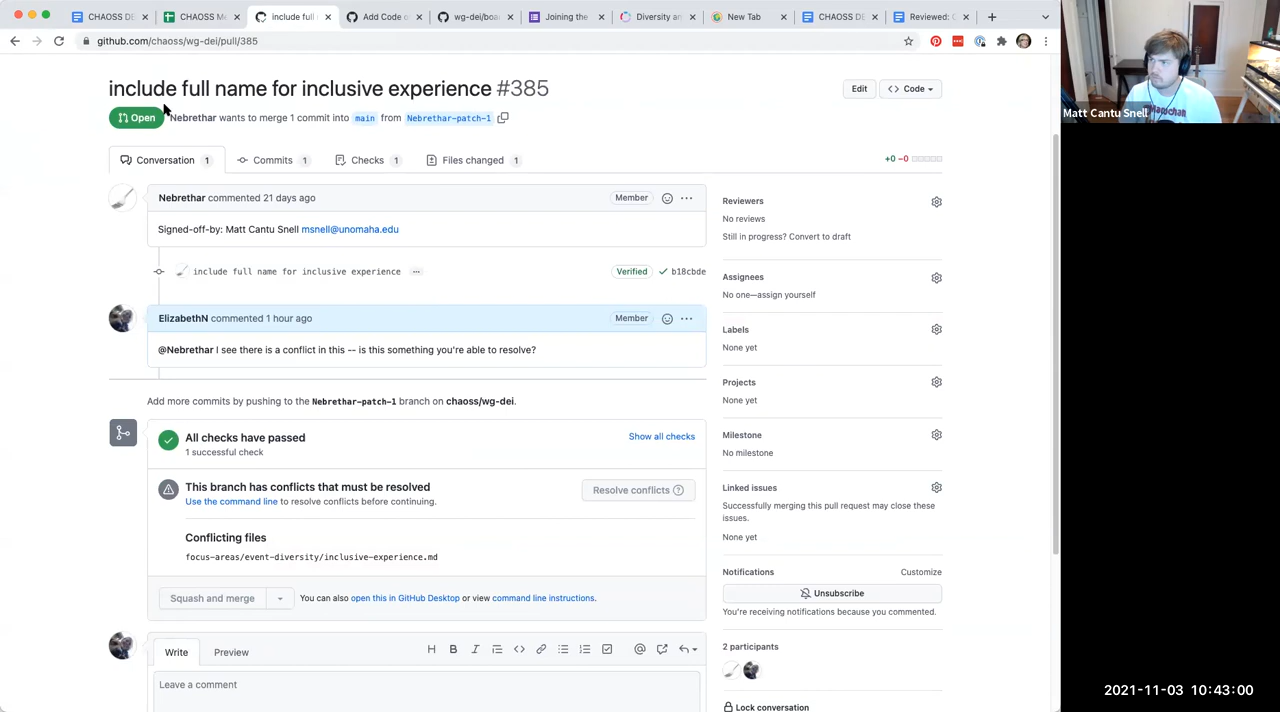 CHAOSS DE
CHAOSS M
include full
Add Code o
wg-dei/boa
Joining the
Diversity an
New Tab
CHAOSS DE
Reviewed: C
github.com/chaoss/wg-dei/pull/385
include full name for inclusive experience #385
Edit
Code
Open
Nebrethar wants to merge 1 commit into main from Nebrethar-patch-1
Conversation 1
Commits 1
Checks 1
Files changed 1
+0 −0
Nebrethar commented 21 days ago
Member
Signed-off-by: Matt Cantu Snell msnell@unomaha.edu
include full name for inclusive experience
Verified
b18cbde
ElizabethN commented 1 hour ago
Member
@Nebrethar I see there is a conflict in this -- is this something you're able to resolve?
Add more commits by pushing to the Nebrethar-patch-1 branch on chaoss/wg-dei.
All checks have passed
1 successful check
Show all checks
This branch has conflicts that must be resolved
Use the command line to resolve conflicts before continuing.
Resolve conflicts
Conflicting files
focus-areas/event-diversity/inclusive-experience.md
Squash and merge
You can also open this in GitHub Desktop or view command line instructions.
Write
Preview
Leave a comment
Reviewers
No reviews
Still in progress? Convert to draft
Assignees
No one—assign yourself
Labels
None yet
Projects
None yet
Milestone
No milestone
Linked issues
Successfully merging this pull request may close these
issues.
None yet
Notifications
Customize
Unsubscribe
You're receiving notifications because you commented.
2 participants
Lock conversation
Matt Cantu Snell
2021-11-03 10:43:00